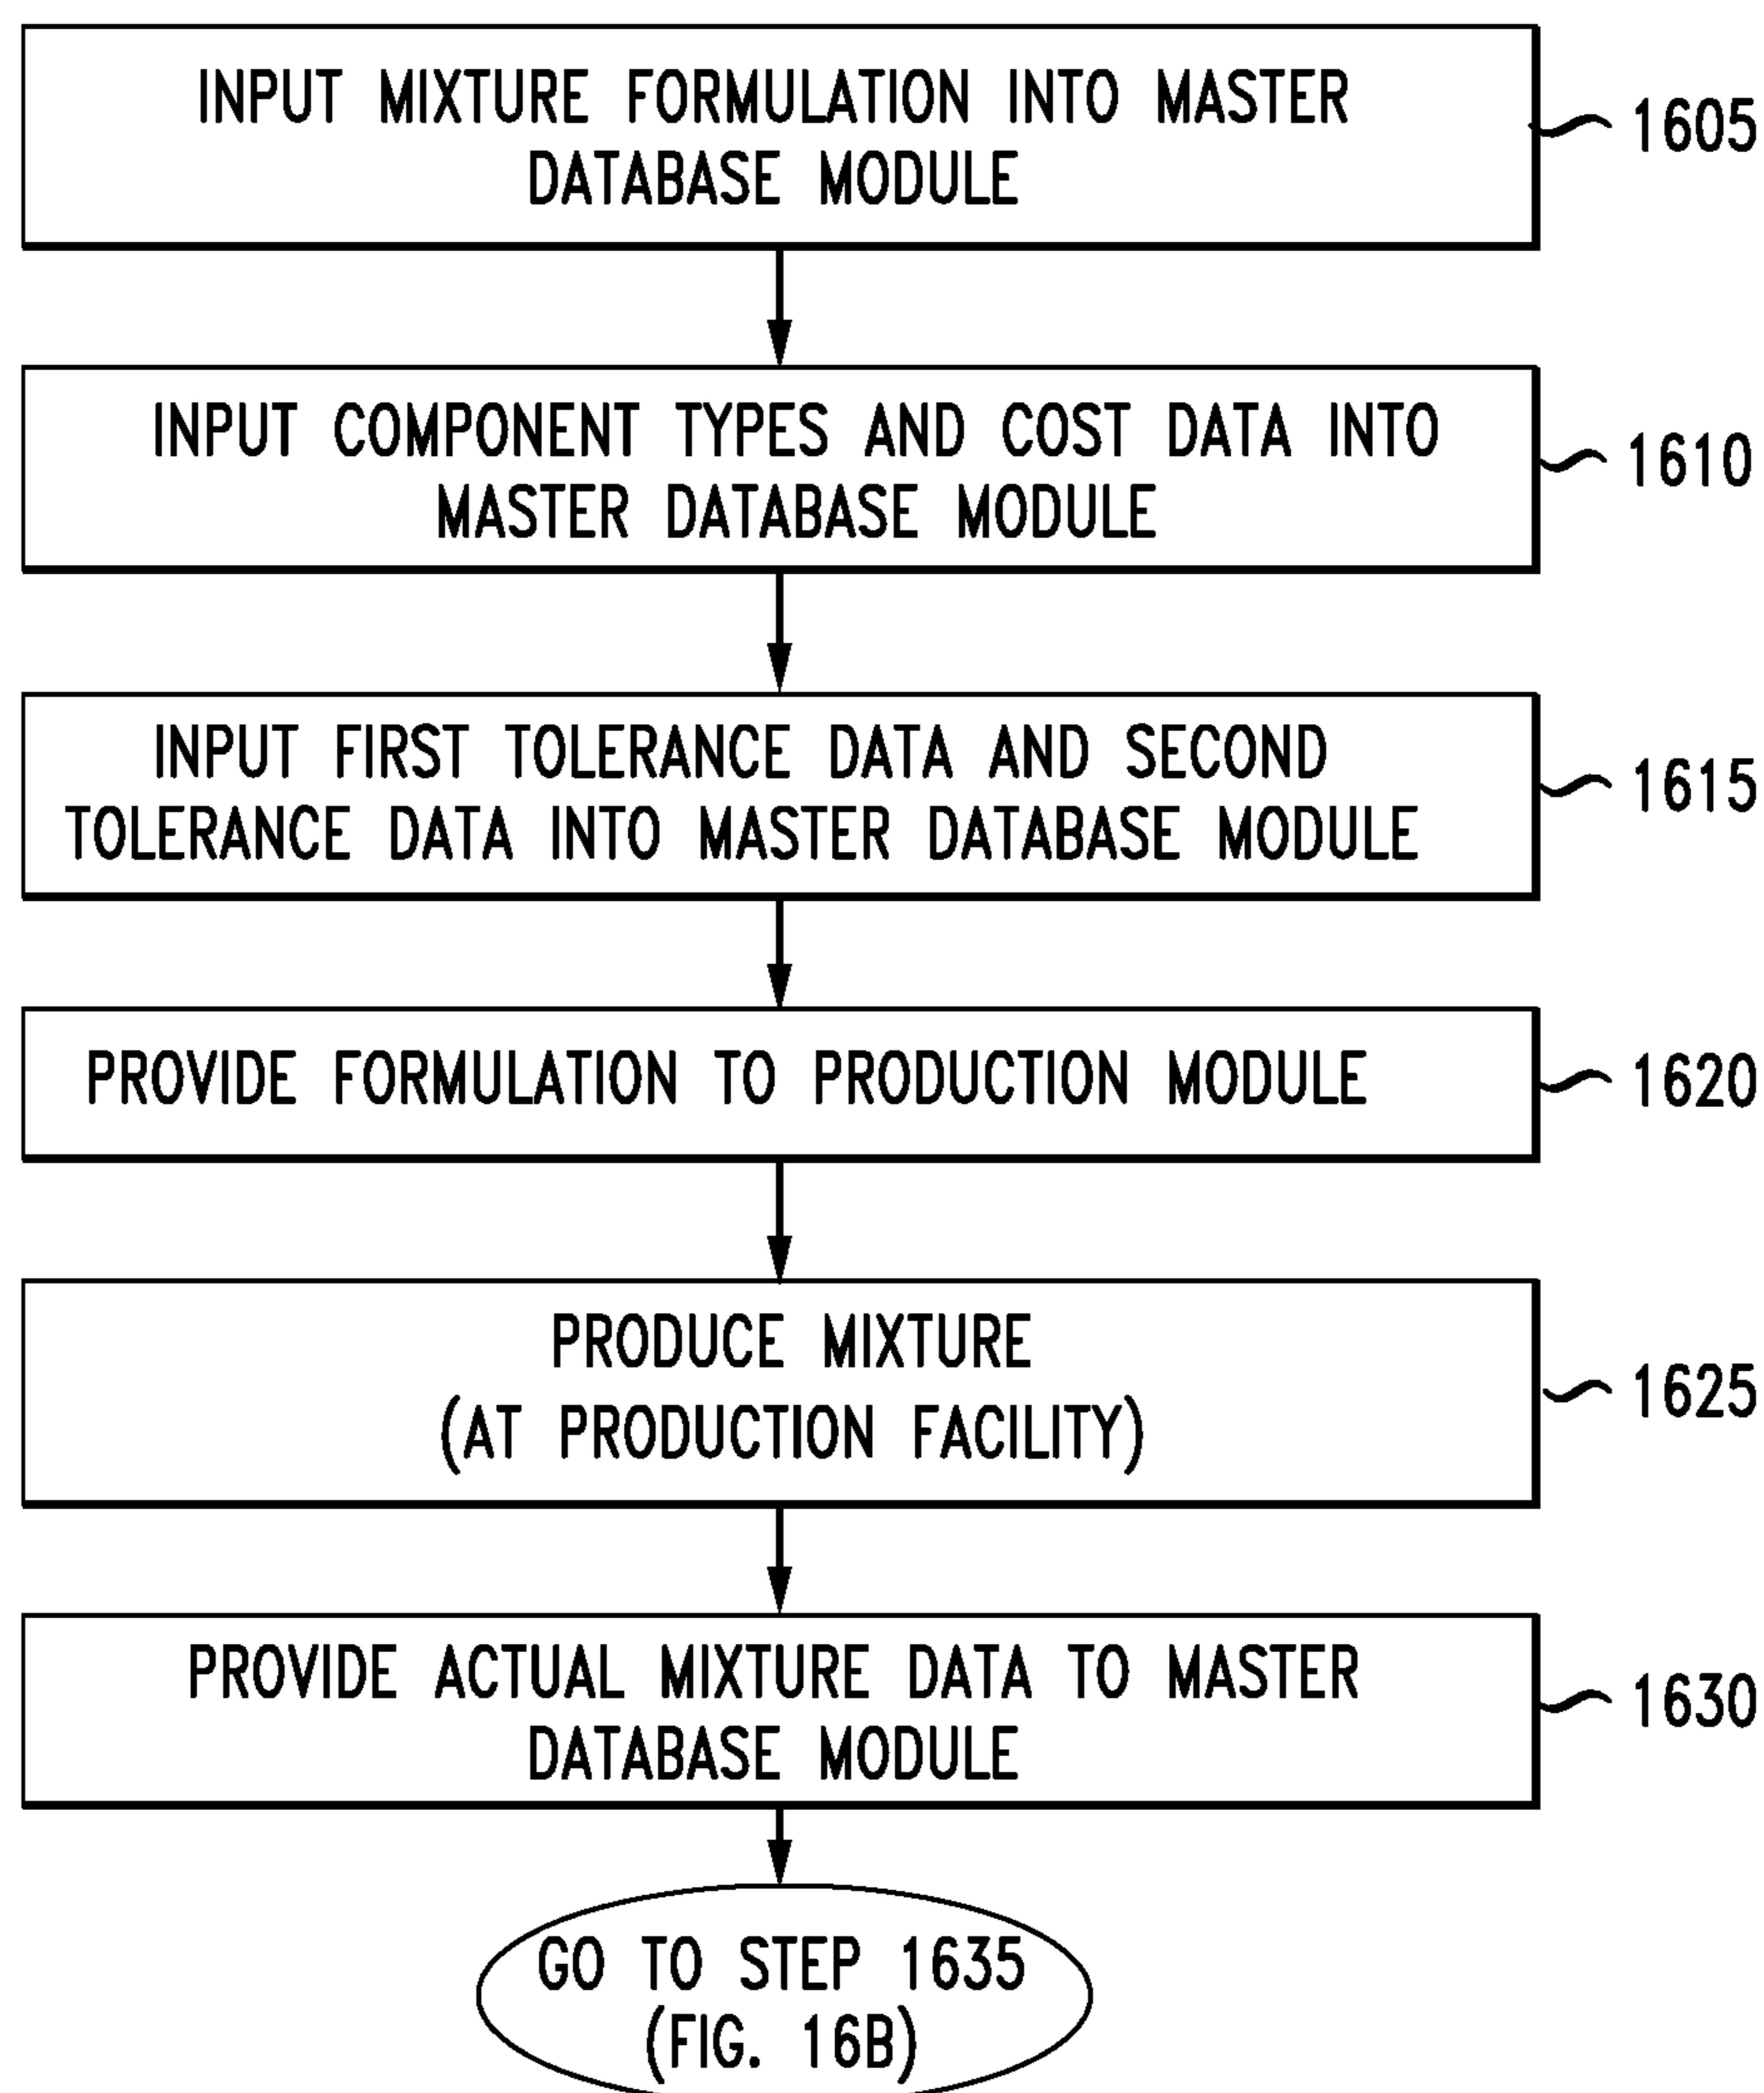 INPUT MIXTURE FORMULATION INTO MASTER
DATABASE MODULE
1605
INPUT COMPONENT TYPES AND COST DATA INTO
MASTER DATABASE MODULE
1610
INPUT FIRST TOLERANCE DATA AND SECOND
TOLERANCE DATA INTO MASTER DATABASE MODULE
1615
PROVIDE FORMULATION TO PRODUCTION MODULE
1620
PRODUCE MIXTURE
(AT PRODUCTION FACILITY)
1625
PROVIDE ACTUAL MIXTURE DATA TO MASTER
DATABASE MODULE
1630
GO TO STEP 1635
(FIG. 16B)